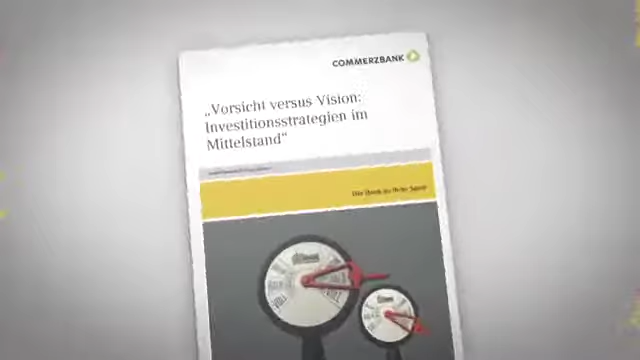 COMMERZBANK
„Vorsicht versus Vision:
Investitionsstrategien im
Mittelstand“
Die Bank an Ihrer Seite